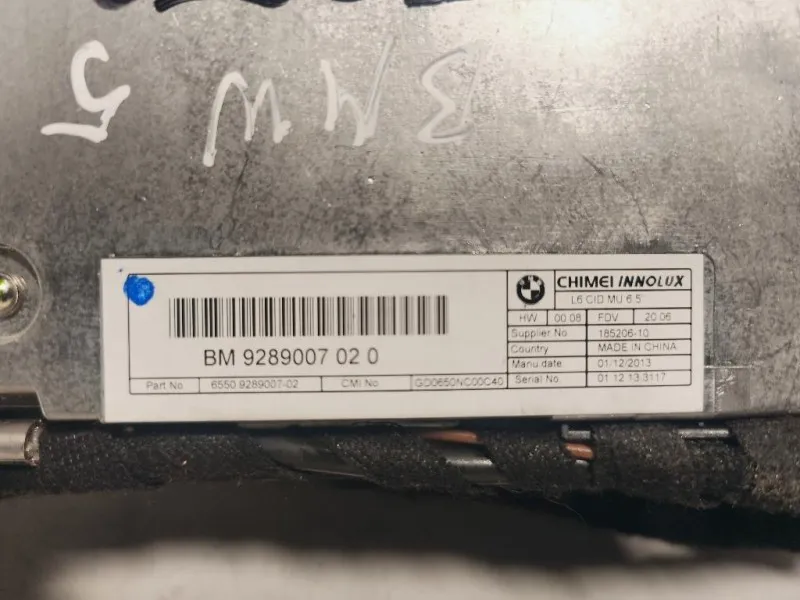 BMW
5
CHIMEI INNOLUX
L6 CID MU 6.5"
HW 00.08 FDV 20.06
Supplier No 185206-10
Country MADE IN CHINA
Manu.date 01/12/2013
Serial No 01.12.13.3117
BM 9289007 02 0
Part No 6550 9289007-02 CMI No GD0650NC00C40